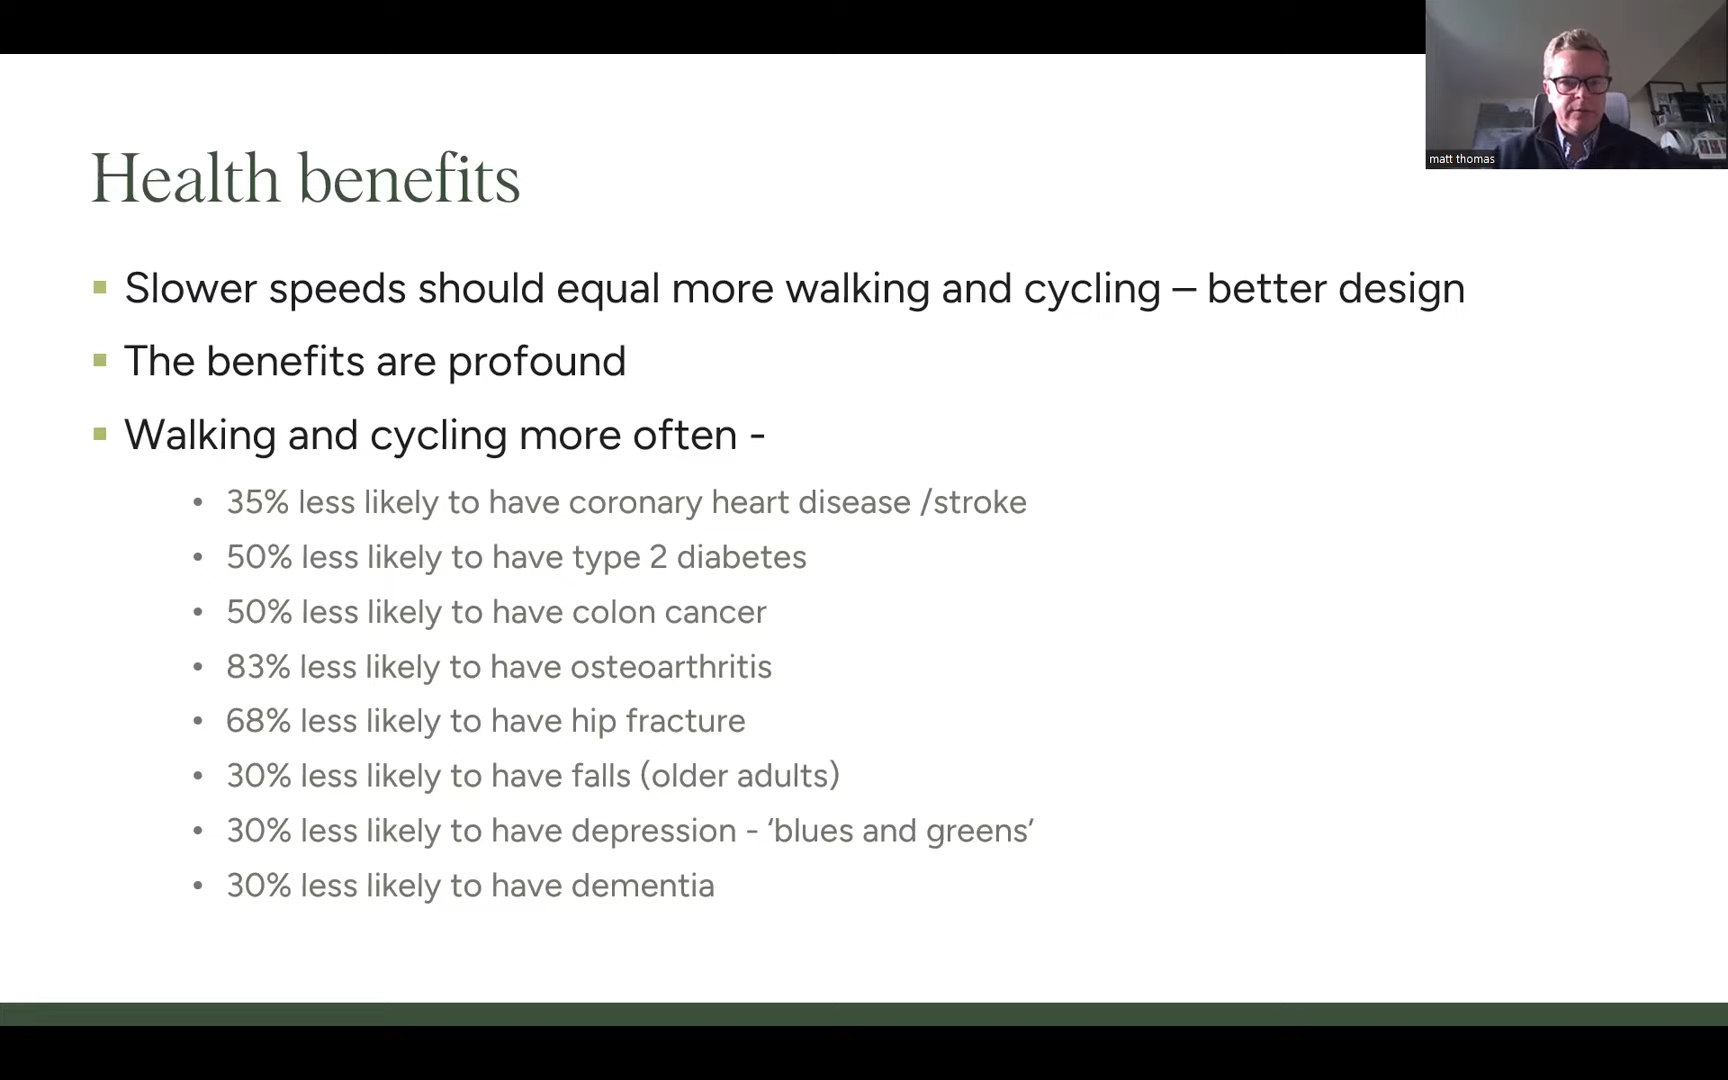 matt thomas
Health benefits
Slower speeds should equal more walking and cycling – better design
The benefits are profound
Walking and cycling more often -
35% less likely to have coronary heart disease /stroke
50% less likely to have type 2 diabetes
50% less likely to have colon cancer
83% less likely to have osteoarthritis
68% less likely to have hip fracture
30% less likely to have falls (older adults)
30% less likely to have depression - ‘blues and greens’
30% less likely to have dementia